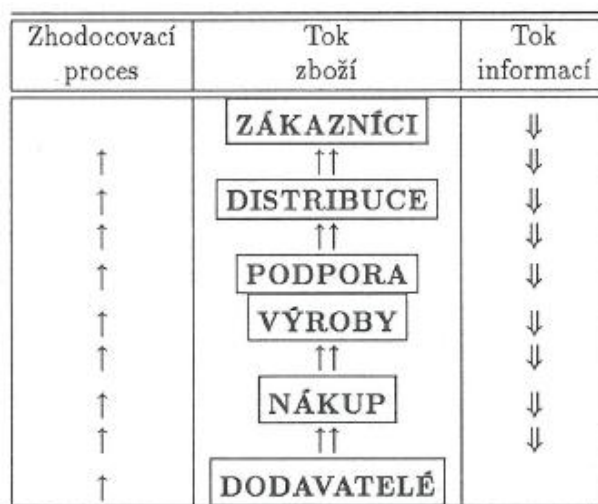 Zhodocovací Tok Tok
proces zboží informací
ZÁKAZNÍCI ⇓
↑ ↑↑ ⇓
↑ DISTRIBUCE ⇓
↑ ↑↑ ⇓
↑ PODPORA ⇓
↑ VÝROBY ⇓
↑ ↑↑ ⇓
↑ NÁKUP ⇓
↑ ↑↑ ⇓
↑ DODAVATELÉ